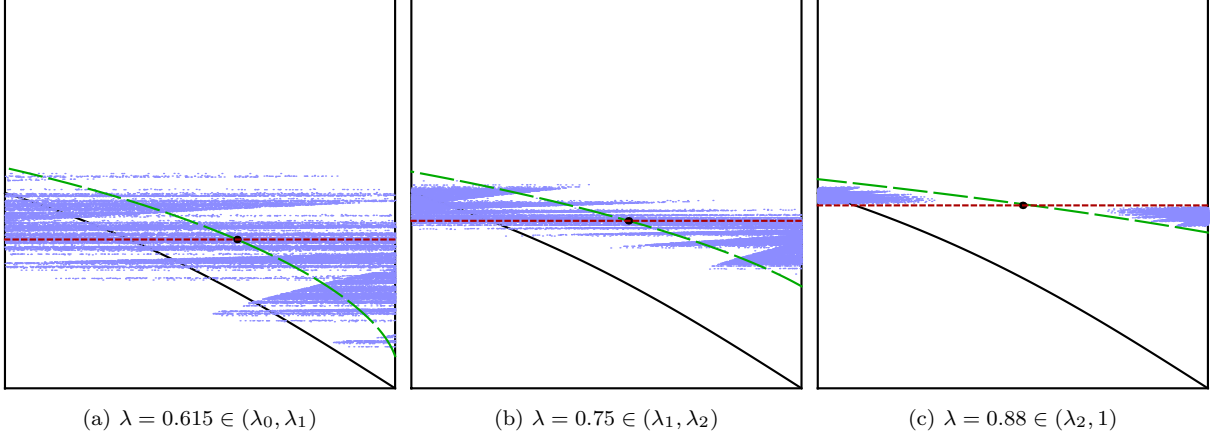 (a) λ = 0.615 ∈ (λ₀, λ₁)
(b) λ = 0.75 ∈ (λ₁, λ₂)
(c) λ = 0.88 ∈ (λ₂, 1)